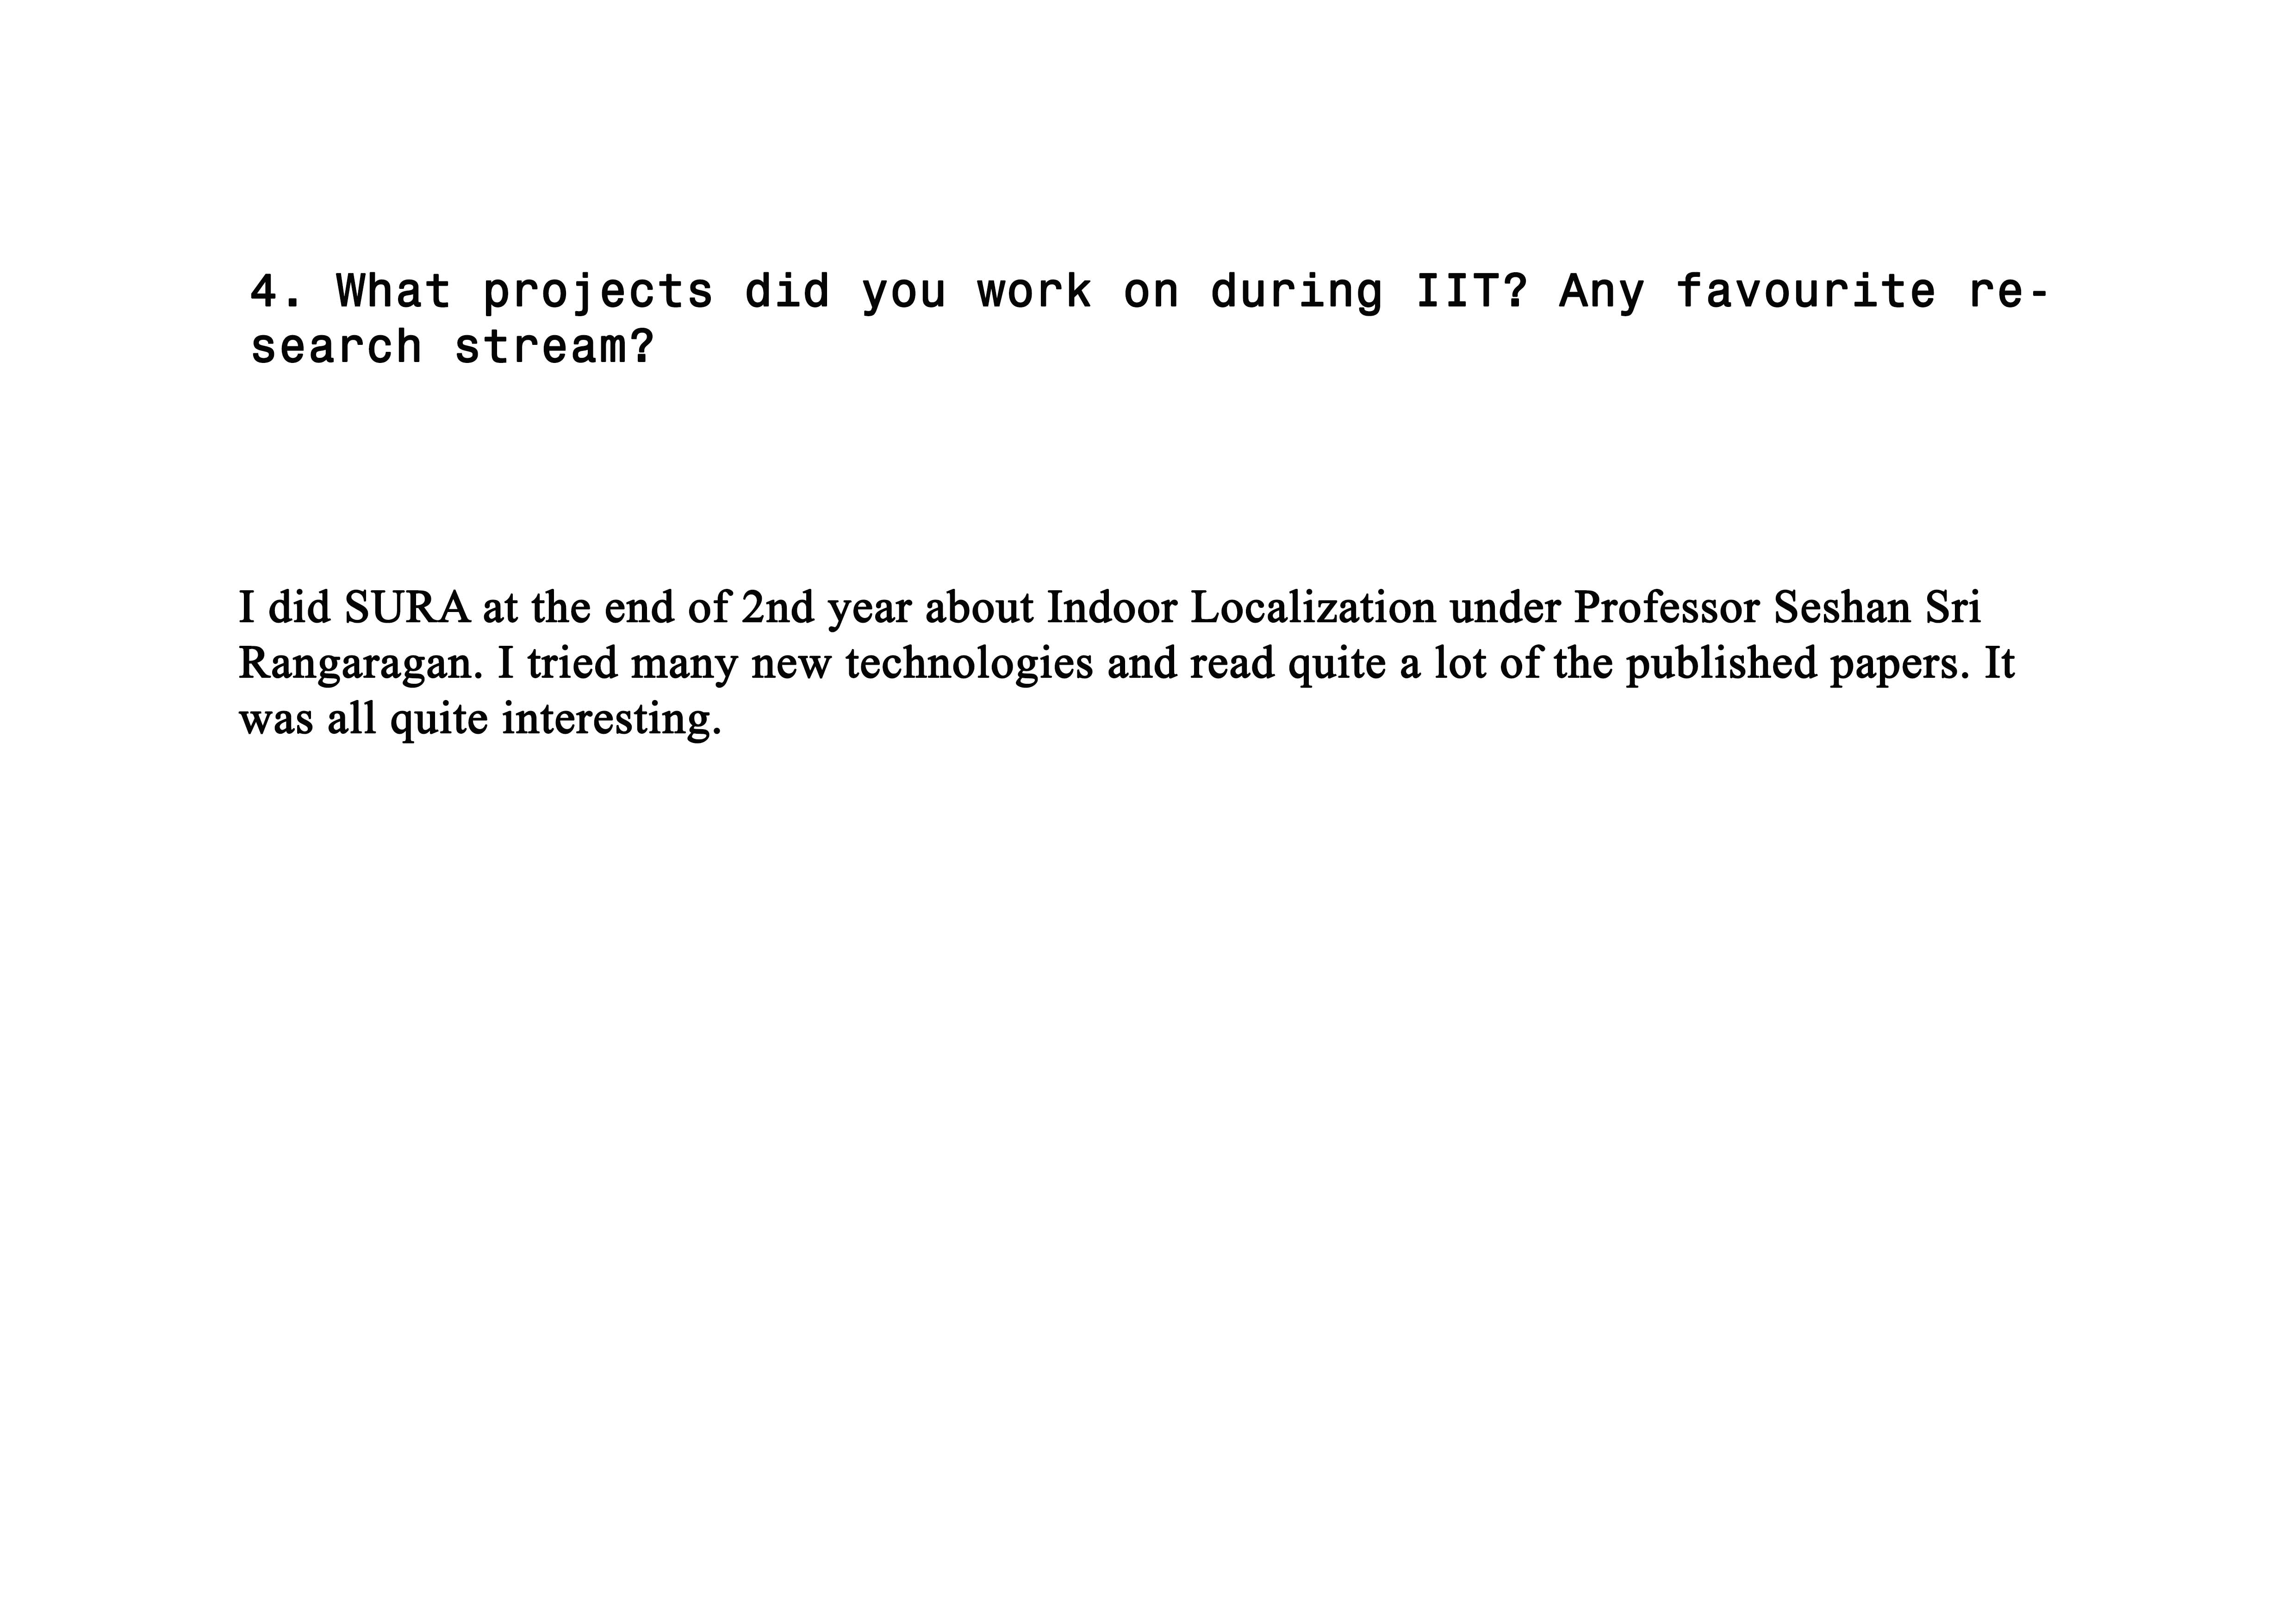 4. What projects did you work on during IIT? Any favourite re-
search stream?
I did SURA at the end of 2nd year about Indoor Localization under Professor Seshan Sri
Rangaragan. I tried many new technologies and read quite a lot of the published papers. It
was all quite interesting.